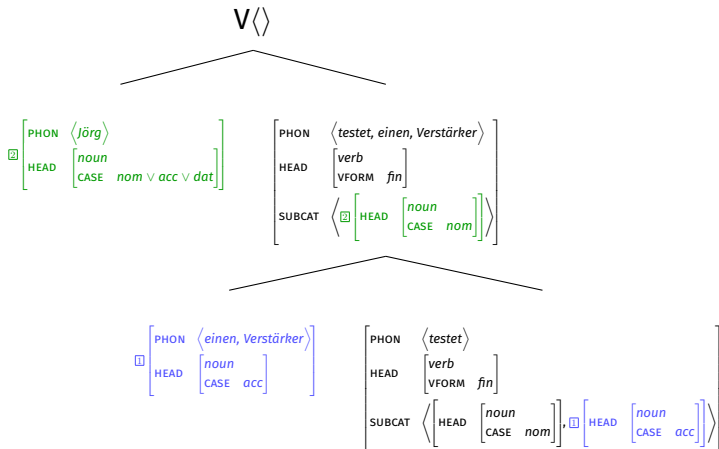 V⟨⟩
2 [PHON ⟨Jörg⟩
HEAD [noun
CASE nom ∨ acc ∨ dat]]
[PHON ⟨testet, einen, Verstärker⟩
HEAD [verb
VFORM fin]
SUBCAT ⟨2[HEAD [noun
CASE nom]]⟩]
1 [PHON ⟨einen, Verstärker⟩
HEAD [noun
CASE acc]]
[PHON ⟨testet⟩
HEAD [verb
VFORM fin]
SUBCAT ⟨[HEAD [noun
CASE nom]], 1[HEAD [noun
CASE acc]]⟩]